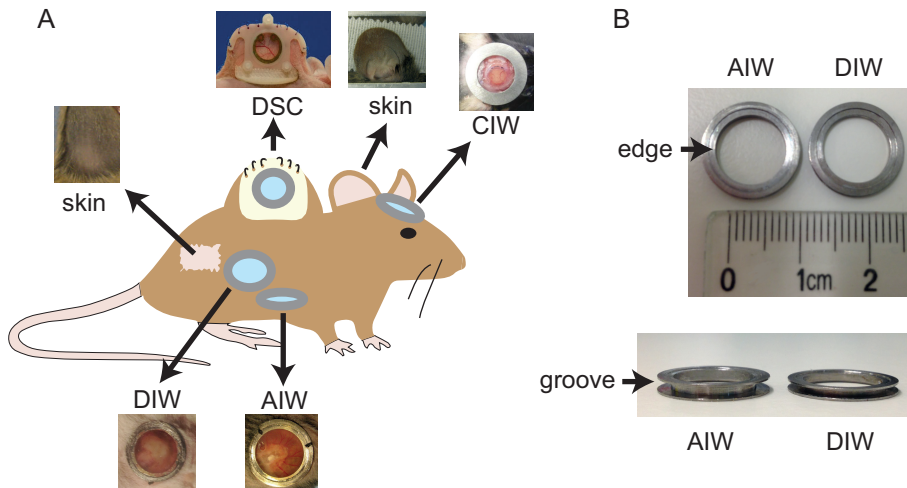 A
B
DSC
skin
CIW
skin
DIW
AIW
AIW
DIW
edge
0 1cm 2
groove
AIW
DIW